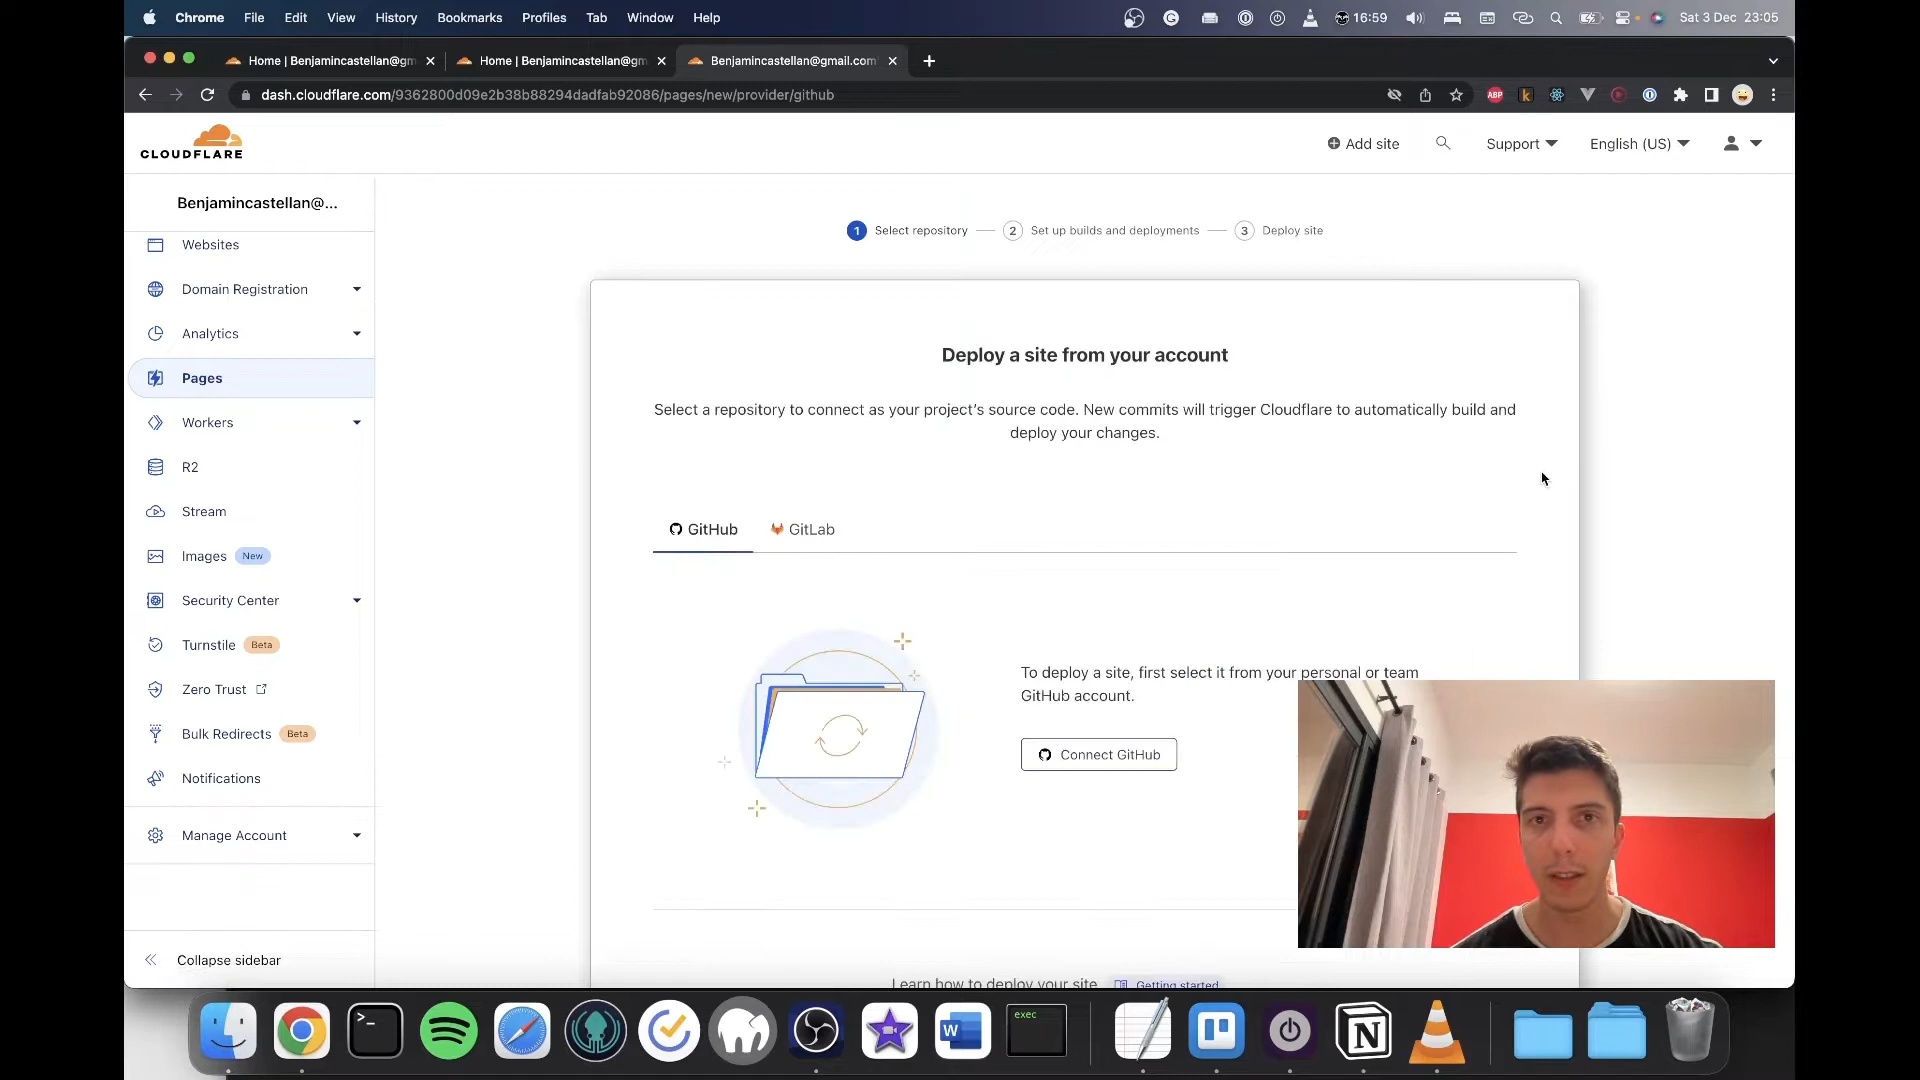 Chrome File Edit View History Bookmarks Profiles Tab Window Help 16:59 Sat 3 Dec 23:05
Home | Benjamincastellan@gm Home | Benjamincastellan@gm Benjamincastellan@gmail.com
dash.cloudflare.com/9362800d09e2b38b88294dadfab92086/pages/new/provider/github ABP k
CLOUDFLARE
Add site Support English (US)
Benjamincastellan@...
Websites
Domain Registration
Analytics
Pages
Workers
R2
Stream
Images New
Security Center
Turnstile Beta
Zero Trust
Bulk Redirects Beta
Notifications
Manage Account
Collapse sidebar
1 Select repository 2 Set up builds and deployments 3 Deploy site
Deploy a site from your account
Select a repository to connect as your project's source code. New commits will trigger Cloudflare to automatically build and
deploy your changes.
GitHub GitLab
To deploy a site, first select it from your personal or team
GitHub account.
Connect GitHub
Learn how to deploy your site Getting started
>_ W exec N